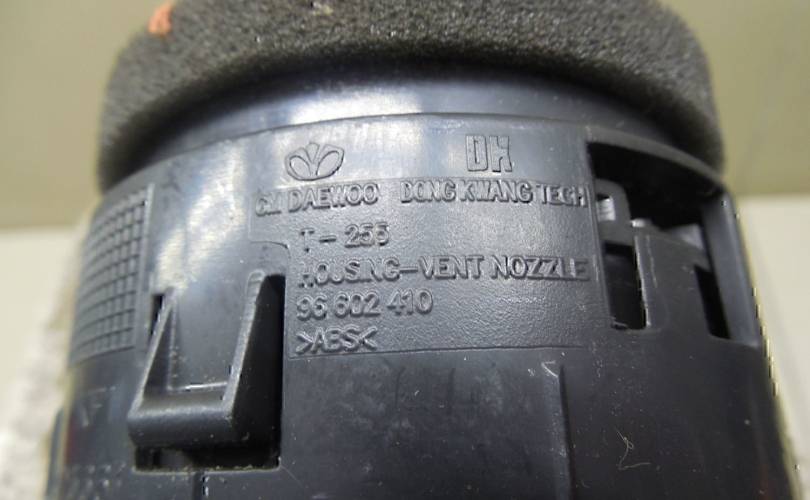 DK
GM DAEWOO DONG KWANG TECH
T-255
HOUSING-VENT NOZZLE
96 602 410
>ABS<